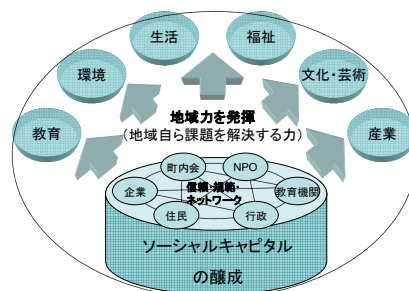 生活
福祉
環境
文化・芸術
教育
産業
地域力を発揮
（地域自ら課題を解決する力）
町内会
NPO
企業
信頼・規範・
ネットワーク
教育機関
住民
行政
ソーシャルキャピタル
の醸成